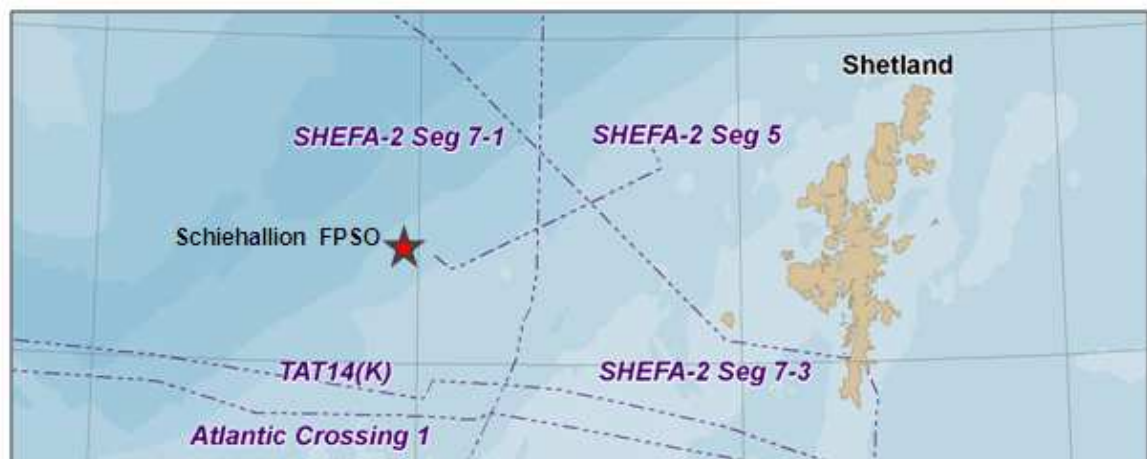 Shetland
SHEFA-2 Seg 7-1
SHEFA-2 Seg 5
Schiehallion FPSO
TAT14(K)
SHEFA-2 Seg 7-3
Atlantic Crossing 1